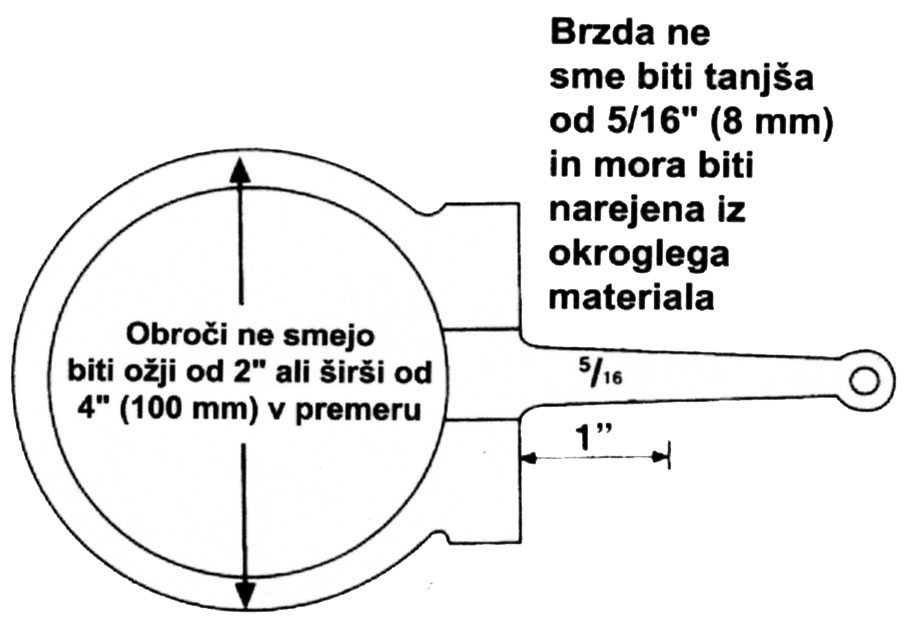 Brzda ne
sme biti tanjša
od 5/16" (8 mm)
in mora biti
narejena iz
okroglega
materiala
Obroči ne smejo
biti ožji od 2" ali širši od
4" (100 mm) v premeru
5/16
1”